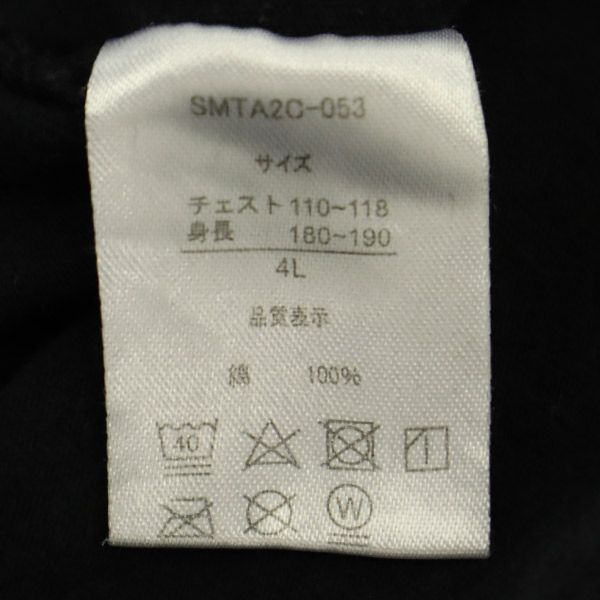 SMTA2C-053
サイズ
チェスト 110~118
身長 180~190
4L
品質表示
綿 100%
40
W